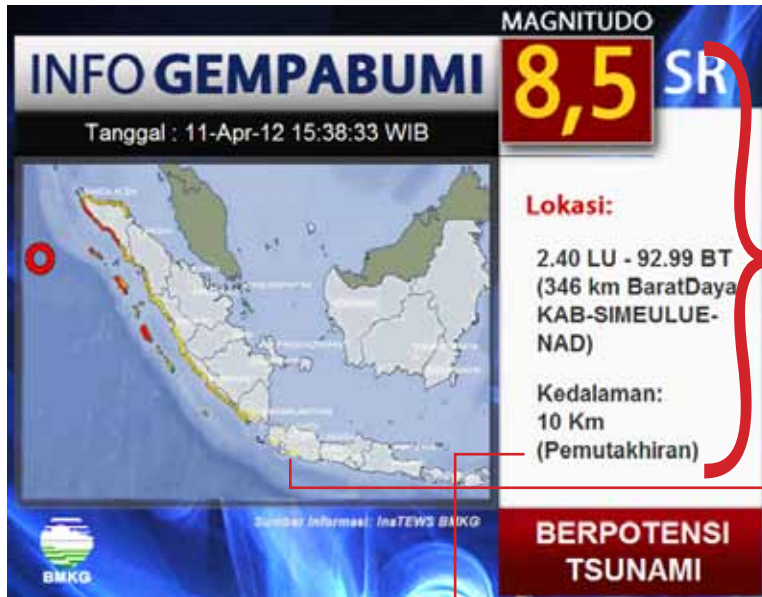 MAGNITUDO
INFO GEMPABUMI
8,5 SR
Tanggal : 11-Apr-12 15:38:33 WIB
Lokasi:
2.40 LU - 92.99 BT
(346 km BaratDaya
KAB-SIMEULUE-
NAD)
Kedalaman:
10 Km
(Pemutakhiran)
Sumber Informasi: InaTEWS BMKG
BMKG
BERPOTENSI
TSUNAMI